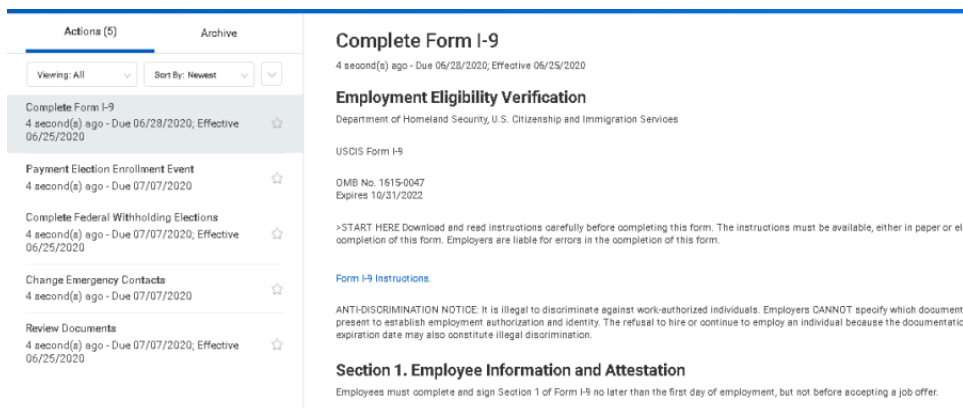 Actions (5)
Archive
Viewing: All
Sort By: Newest
Complete Form I-9
4 second(s) ago - Due 06/28/2020; Effective
06/25/2020
Payment Election Enrollment Event
4 second(s) ago - Due 07/07/2020
Complete Federal Withholding Elections
4 second(s) ago - Due 07/07/2020; Effective
06/25/2020
Change Emergency Contacts
4 second(s) ago - Due 07/07/2020
Review Documents
4 second(s) ago - Due 07/07/2020; Effective
06/25/2020
Complete Form I-9
4 second(s) ago - Due 06/28/2020; Effective 06/25/2020
Employment Eligibility Verification
Department of Homeland Security, U.S. Citizenship and Immigration Services
USCIS Form I-9
OMB No. 1615-0047
Expires 10/31/2022
>START HERE Download and read instructions carefully before completing this form. The instructions must be available, either in paper or el
completion of this form. Employers are liable for errors in the completion of this form.
Form I-9 Instructions.
ANTI-DISCRIMINATION NOTICE: It is illegal to discriminate against work-authorized individuals. Employers CANNOT specify which document
present to establish employment authorization and identity. The refusal to hire or continue to employ an individual because the documentatio
expiration date may also constitute illegal discrimination.
Section 1. Employee Information and Attestation
Employees must complete and sign Section 1 of Form I-9 no later than the first day of employment, but not before accepting a job offer.